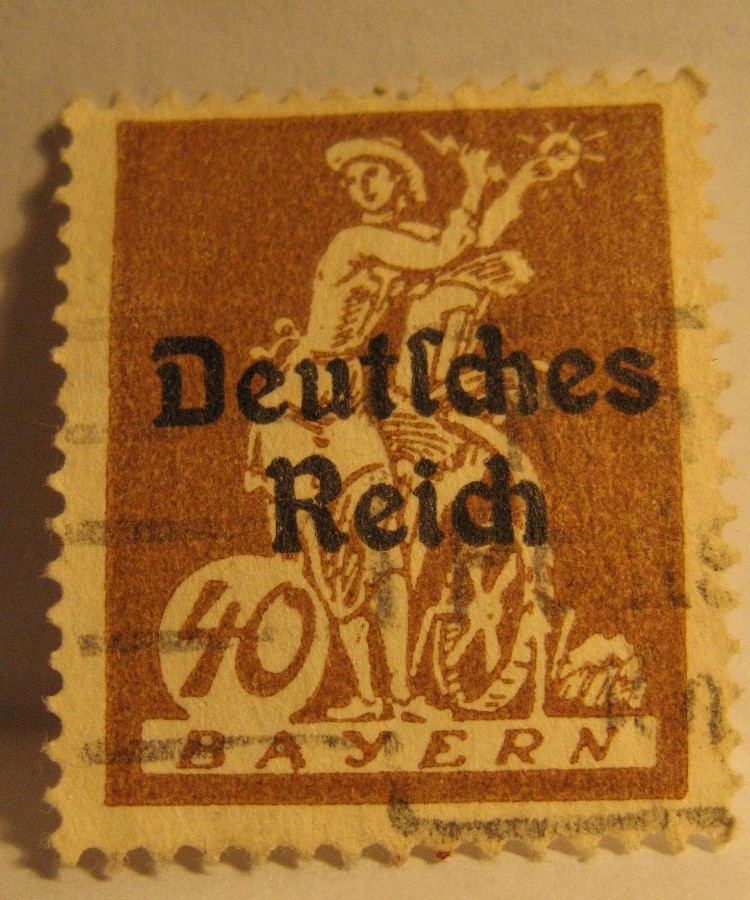 Deutſches
Reich
40
BAYERN